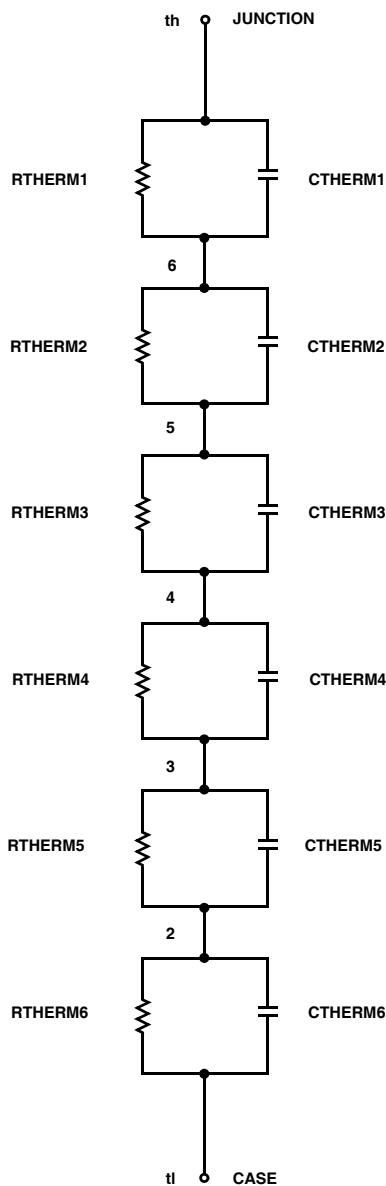 th JUNCTION
RTHERM1 CTHERM1
6
RTHERM2 CTHERM2
5
RTHERM3 CTHERM3
4
RTHERM4 CTHERM4
3
RTHERM5 CTHERM5
2
RTHERM6 CTHERM6
tl CASE